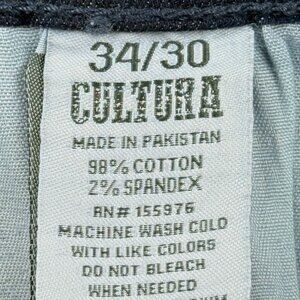 34/30
CULTURA
MADE IN PAKISTAN
98% COTTON
2% SPANDEX
RN# 155976
MACHINE WASH COLD
WITH LIKE COLORS
DO NOT BLEACH
WHEN NEEDED